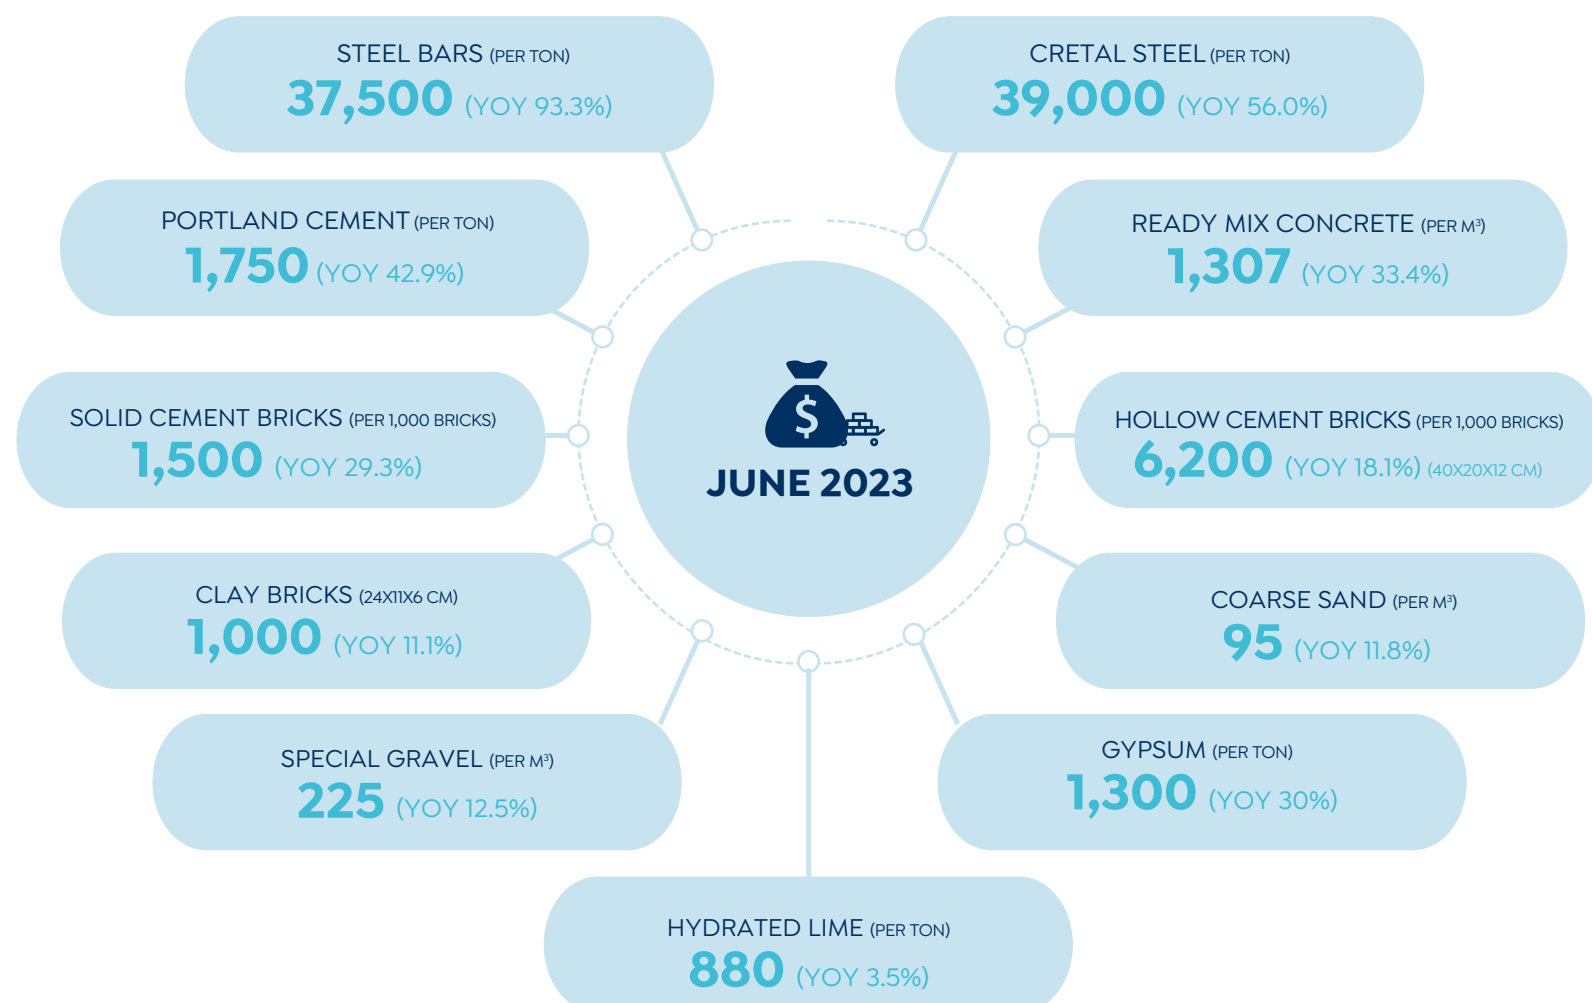 STEEL BARS (PER TON)
37,500 (YOY 93.3%)
CRETAL STEEL (PER TON)
39,000 (YOY 56.0%)
PORTLAND CEMENT (PER TON)
1,750 (YOY 42.9%)
READY MIX CONCRETE (PER M³)
1,307 (YOY 33.4%)
SOLID CEMENT BRICKS (PER 1,000 BRICKS)
1,500 (YOY 29.3%)
$
JUNE 2023
HOLLOW CEMENT BRICKS (PER 1,000 BRICKS)
6,200 (YOY 18.1%) (40X20X12 CM)
CLAY BRICKS (24X11X6 CM)
1,000 (YOY 11.1%)
COARSE SAND (PER M³)
95 (YOY 11.8%)
SPECIAL GRAVEL (PER M³)
225 (YOY 12.5%)
GYPSUM (PER TON)
1,300 (YOY 30%)
HYDRATED LIME (PER TON)
880 (YOY 3.5%)